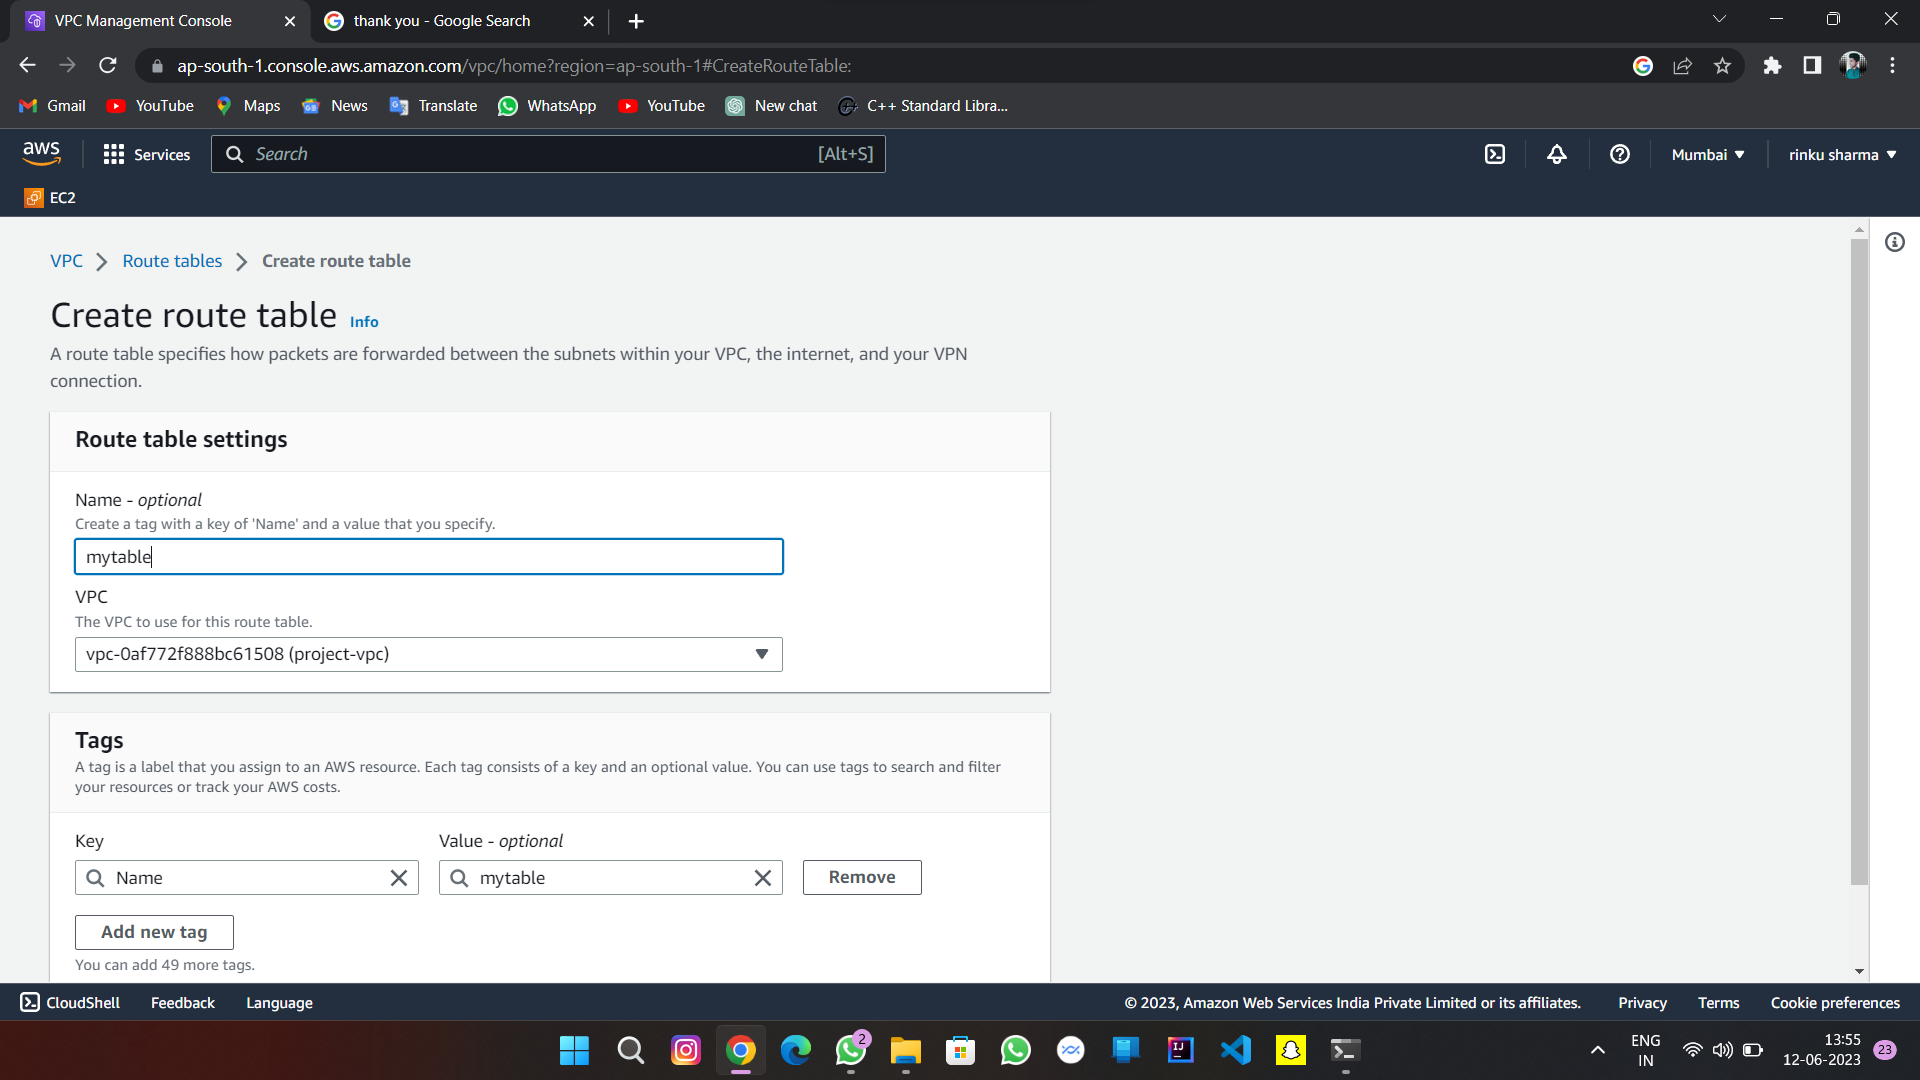 VPC Management Console
thank you - Google Search
ap-south-1.console.aws.amazon.com/vpc/home?region=ap-south-1#CreateRouteTable:
Gmail YouTube Maps News Translate WhatsApp YouTube New chat C++ Standard Libra...
aws Services Search [Alt+S] Mumbai rinku sharma
EC2
VPC Route tables Create route table
Create route table Info
A route table specifies how packets are forwarded between the subnets within your VPC, the internet, and your VPN
connection.
Route table settings
Name - optional
Create a tag with a key of 'Name' and a value that you specify.
mytable
VPC
The VPC to use for this route table.
vpc-0af772f888bc61508 (project-vpc)
Tags
A tag is a label that you assign to an AWS resource. Each tag consists of a key and an optional value. You can use tags to search and filter
your resources or track your AWS costs.
Key Value - optional
Name mytable Remove
Add new tag
You can add 49 more tags.
CloudShell Feedback Language © 2023, Amazon Web Services India Private Limited or its affiliates. Privacy Terms Cookie preferences
2
IJ
ENG
IN
13:55
12-06-2023
23